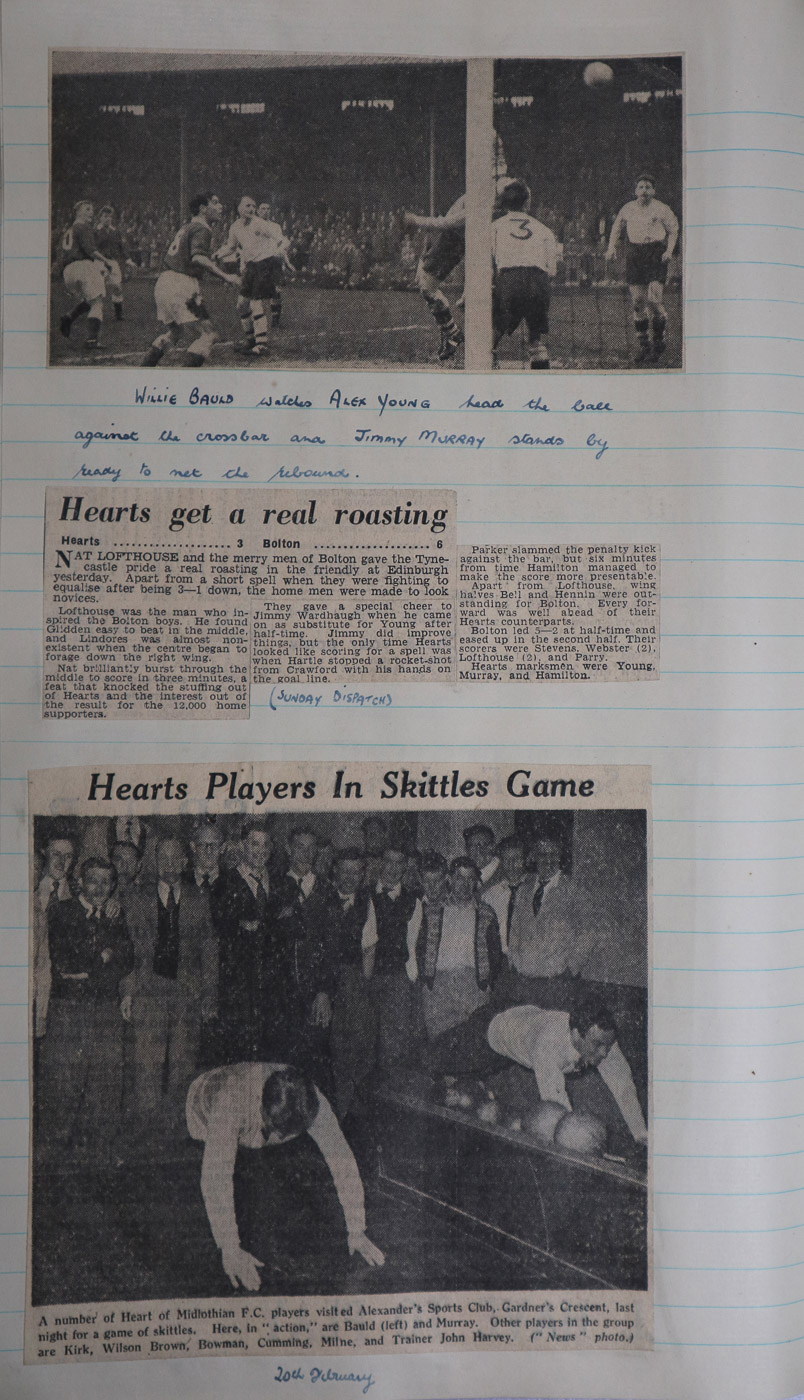 3
Willie Bauld watches Alex Young head the ball
against the crossbar and Jimmy Murray stands by
ready to net the rebound.
Hearts get a real roasting
Hearts .................... 3 Bolton .................... 6
NAT LOFTHOUSE and the merry men of Bolton gave the Tyne-
castle pride a real roasting in the friendly at Edinburgh
yesterday. Apart from a short spell when they were fighting to
equalise after being 3—1 down, the home men were made to look
novices.
Lofthouse was the man who in-
spired the Bolton boys. He found
Glidden easy to beat in the middle,
and Lindores was almost non-
existent when the centre began to
forage down the right wing.
Nat brilliantly burst through the
middle to score in three minutes, a
feat that knocked the stuffing out
of Hearts and the interest out of
the result for the 12,000 home
supporters.
They gave a special cheer to
Jimmy Wardhaugh when he came
on as substitute for Young after
half-time. Jimmy did improve
things, but the only time Hearts
looked like scoring for a spell was
when Hartle stopped a rocket-shot
from Crawford with his hands on
the goal line.
(Sunday Dispatch)
Parker slammed the penalty kick
against the bar, but six minutes
from time Hamilton managed to
make the score more presentable.
Apart from Lofthouse, wing
halves Bell and Hennin were out-
standing for Bolton. Every for-
ward was well ahead of their
Hearts counterparts.
Bolton led 5—2 at half-time and
eased up in the second half. Their
scorers were Stevens, Webster (2),
Lofthouse (2), and Parry.
Hearts marksmen were Young,
Murray, and Hamilton.
Hearts Players In Skittles Game
A number of Heart of Midlothian F.C. players visited Alexander's Sports Club, Gardner's Crescent, last
night for a game of skittles. Here, in "action," are Bauld (left) and Murray. Other players in the group
are Kirk, Wilson Brown, Bowman, Cumming, Milne, and Trainer John Harvey. ("News" photo.)
20th February